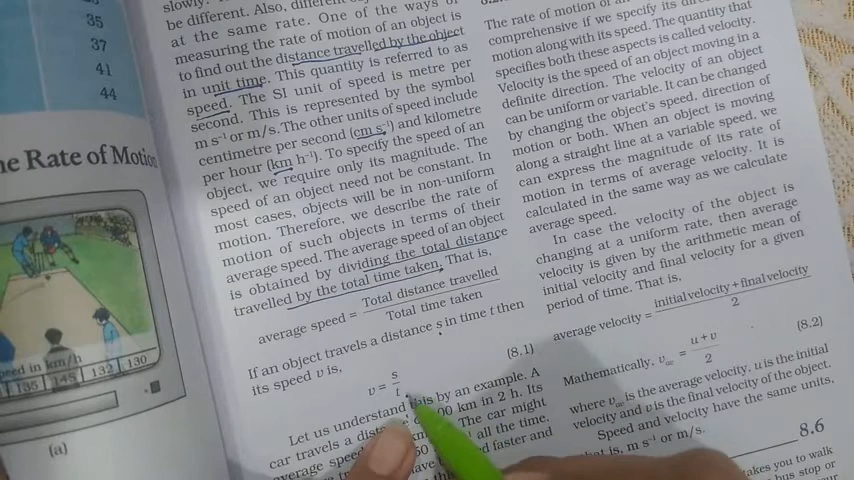 35
37
41
44
he Rate of Motion
eed in km/h
135 145 132 130
(a)
slowly.
be different. Also, different
at the same rate. One of the ways of
measuring the rate of motion of an object is
to find out the distance travelled by the object
in unit time. This quantity is referred to as
speed. The SI unit of speed is metre per
second. This is represented by the symbol
m s⁻¹ or m/s. The other units of speed include
centimetre per second (cm s⁻¹) and kilometre
per hour (km h⁻¹). To specify the speed of an
object, we require only its magnitude. The
speed of an object need not be constant. In
most cases, objects will be in non-uniform
motion. Therefore, we describe the rate of
motion of such objects in terms of their
average speed. The average speed of an object
is obtained by dividing the total distance
travelled by the total time taken. That is,
average speed = Total distance travelled / Total time taken
If an object travels a distance s in time t then
its speed v is,
v = s / t (8.1)
Let us understand this by an example. A
car travels a 00 km in 2 h. Its
average speed km The car might
50 all the time.
faster and
The rate of motion of
comprehensive if we specify its
motion along with its speed. The quantity that
specifies both these aspects is called velocity.
Velocity is the speed of an object moving in a
definite direction. The velocity of an object
can be uniform or variable. It can be changed
by changing the object's speed, direction of
motion or both. When an object is moving
along a straight line at a variable speed, we
can express the magnitude of its rate of
motion in terms of average velocity. It is
calculated in the same way as we calculate
average speed.
In case the velocity of the object is
changing at a uniform rate, then average
velocity is given by the arithmetic mean of
initial velocity and final velocity for a given
period of time. That is,
average velocity = initial velocity + final velocity / 2
Mathematically, v_av = u + v / 2 (8.2)
where v_av is the average velocity, u is the initial
velocity and v is the final velocity of the object.
Speed and velocity have the same units,
that is, m s⁻¹ or m/s.
8.6
takes you to walk
bus stop or